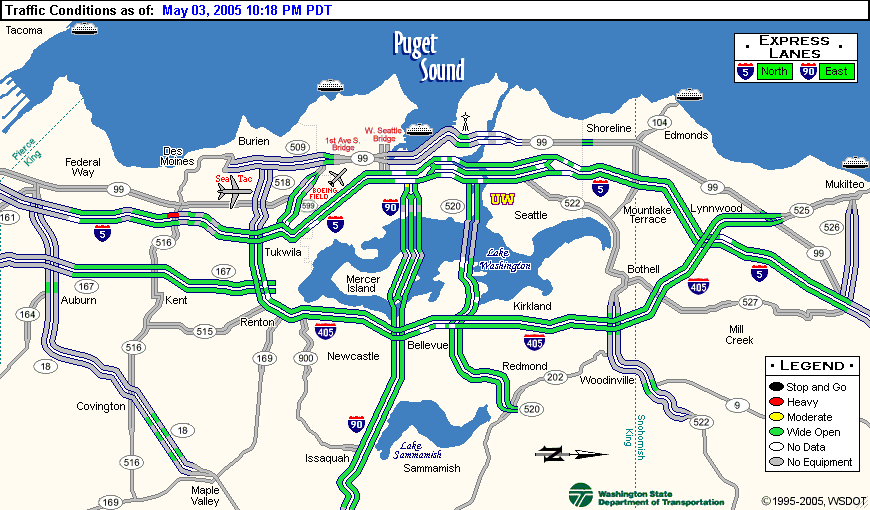 Traffic Conditions as of: May 03, 2005 10:18 PM PDT
Tacoma
Puget
Sound
EXPRESS
LANES
5 North 90 East
Pierce
King
Federal
Way
Des
Moines
Burien
509
1st Ave S.
Bridge
W. Seattle
Bridge
99
99
Shoreline
104
Edmonds
Mukilteo
99
Sea Tac
518
BOEING
FIELD
599
5
90
520
UW
Seattle
522
5
Mountlake
Terrace
99
Lynnwood
525
526
161
5
516
Tukwila
Lake
Washington
99
5
167
Auburn
167
Kent
Mercer
Island
Bothell
405
527
Kirkland
164
515
Renton
405
Bellevue
405
Mill
Creek
516
18
169
900
Newcastle
Redmond
202
Woodinville
LEGEND
Stop and Go
Heavy
Moderate
Wide Open
No Data
No Equipment
Covington
18
90
520
9
522
Snohomish
King
516
Issaquah
Lake
Sammamish
Sammamish
N
Maple
Valley
169
Washington State
Department of Transportation
©1995-2005, WSDOT